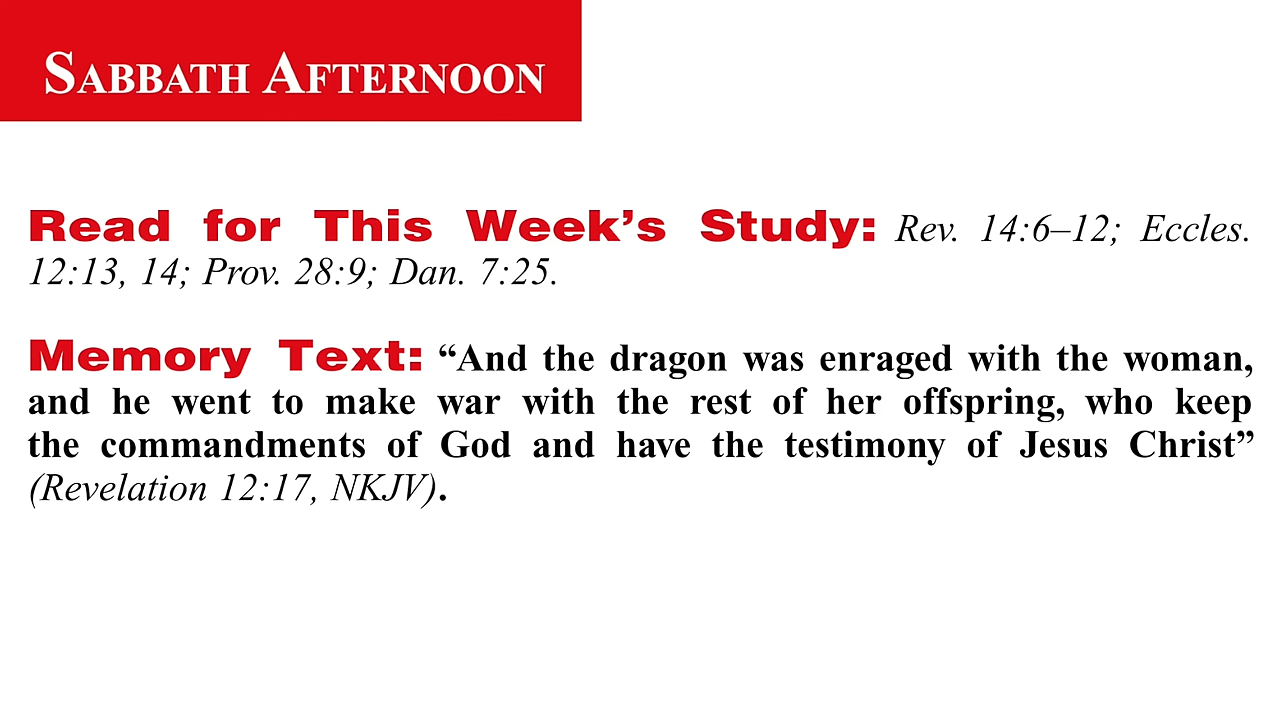 SABBATH AFTERNOON
Read for This Week’s Study: Rev. 14:6–12; Eccles.
12:13, 14; Prov. 28:9; Dan. 7:25.
Memory Text: “And the dragon was enraged with the woman,
and he went to make war with the rest of her offspring, who keep
the commandments of God and have the testimony of Jesus Christ”
(Revelation 12:17, NKJV).